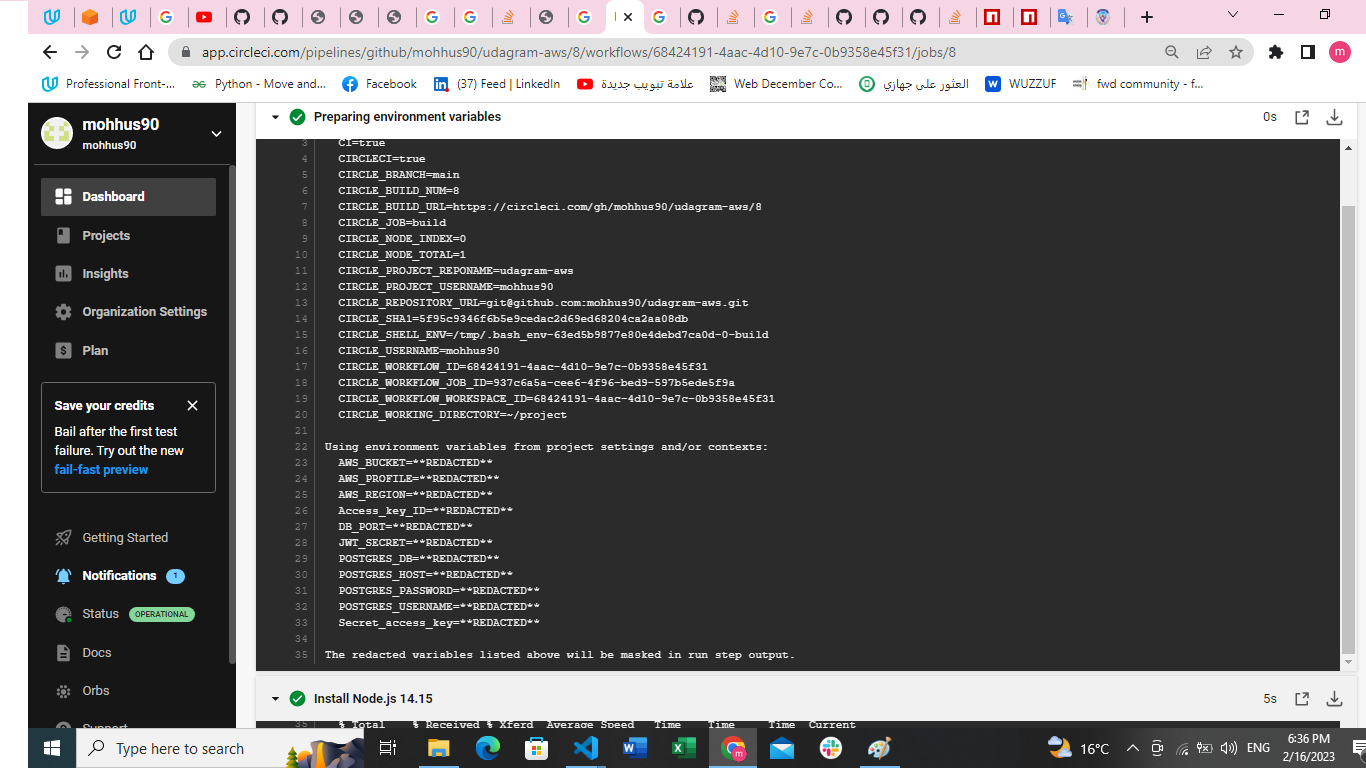 app.circleci.com/pipelines/github/mohhus90/udagram-aws/8/workflows/68424191-4aac-4d10-9e7c-0b9358e45f31/jobs/8
m
Professional Front-...
Python - Move and...
Facebook
(37) Feed | LinkedIn
علامة تبويب جديدة
Web December Co...
العثور على جهازي
WUZZUF
fwd community - f...
mohhus90
mohhus90
Dashboard
Projects
Insights
Organization Settings
Plan
Save your credits
Bail after the first test
failure. Try out the new
fail-fast preview
Getting Started
Notifications 1
Status OPERATIONAL
Docs
Orbs
Support
Preparing environment variables 0s
3 CI=true
4 CIRCLECI=true
5 CIRCLE_BRANCH=main
6 CIRCLE_BUILD_NUM=8
7 CIRCLE_BUILD_URL=https://circleci.com/gh/mohhus90/udagram-aws/8
8 CIRCLE_JOB=build
9 CIRCLE_NODE_INDEX=0
10 CIRCLE_NODE_TOTAL=1
11 CIRCLE_PROJECT_REPONAME=udagram-aws
12 CIRCLE_PROJECT_USERNAME=mohhus90
13 CIRCLE_REPOSITORY_URL=git@github.com:mohhus90/udagram-aws.git
14 CIRCLE_SHA1=5f95c9346f6b5e9cedac2d69ed68204ca2aa08db
15 CIRCLE_SHELL_ENV=/tmp/.bash_env-63ed5b9877e80e4debd7ca0d-0-build
16 CIRCLE_USERNAME=mohhus90
17 CIRCLE_WORKFLOW_ID=68424191-4aac-4d10-9e7c-0b9358e45f31
18 CIRCLE_WORKFLOW_JOB_ID=937c6a5a-cee6-4f96-bed9-597b5ede5f9a
19 CIRCLE_WORKFLOW_WORKSPACE_ID=68424191-4aac-4d10-9e7c-0b9358e45f31
20 CIRCLE_WORKING_DIRECTORY=~/project
21
22 Using environment variables from project settings and/or contexts:
23 AWS_BUCKET=**REDACTED**
24 AWS_PROFILE=**REDACTED**
25 AWS_REGION=**REDACTED**
26 Access_key_ID=**REDACTED**
27 DB_PORT=**REDACTED**
28 JWT_SECRET=**REDACTED**
29 POSTGRES_DB=**REDACTED**
30 POSTGRES_HOST=**REDACTED**
31 POSTGRES_PASSWORD=**REDACTED**
32 POSTGRES_USERNAME=**REDACTED**
33 Secret_access_key=**REDACTED**
34
35 The redacted variables listed above will be masked in run step output.
Install Node.js 14.15 5s
35 % Total % Received % Xferd Average Speed Time Time Time Current
Type here to search
16°C
ENG
6:36 PM
2/16/2023